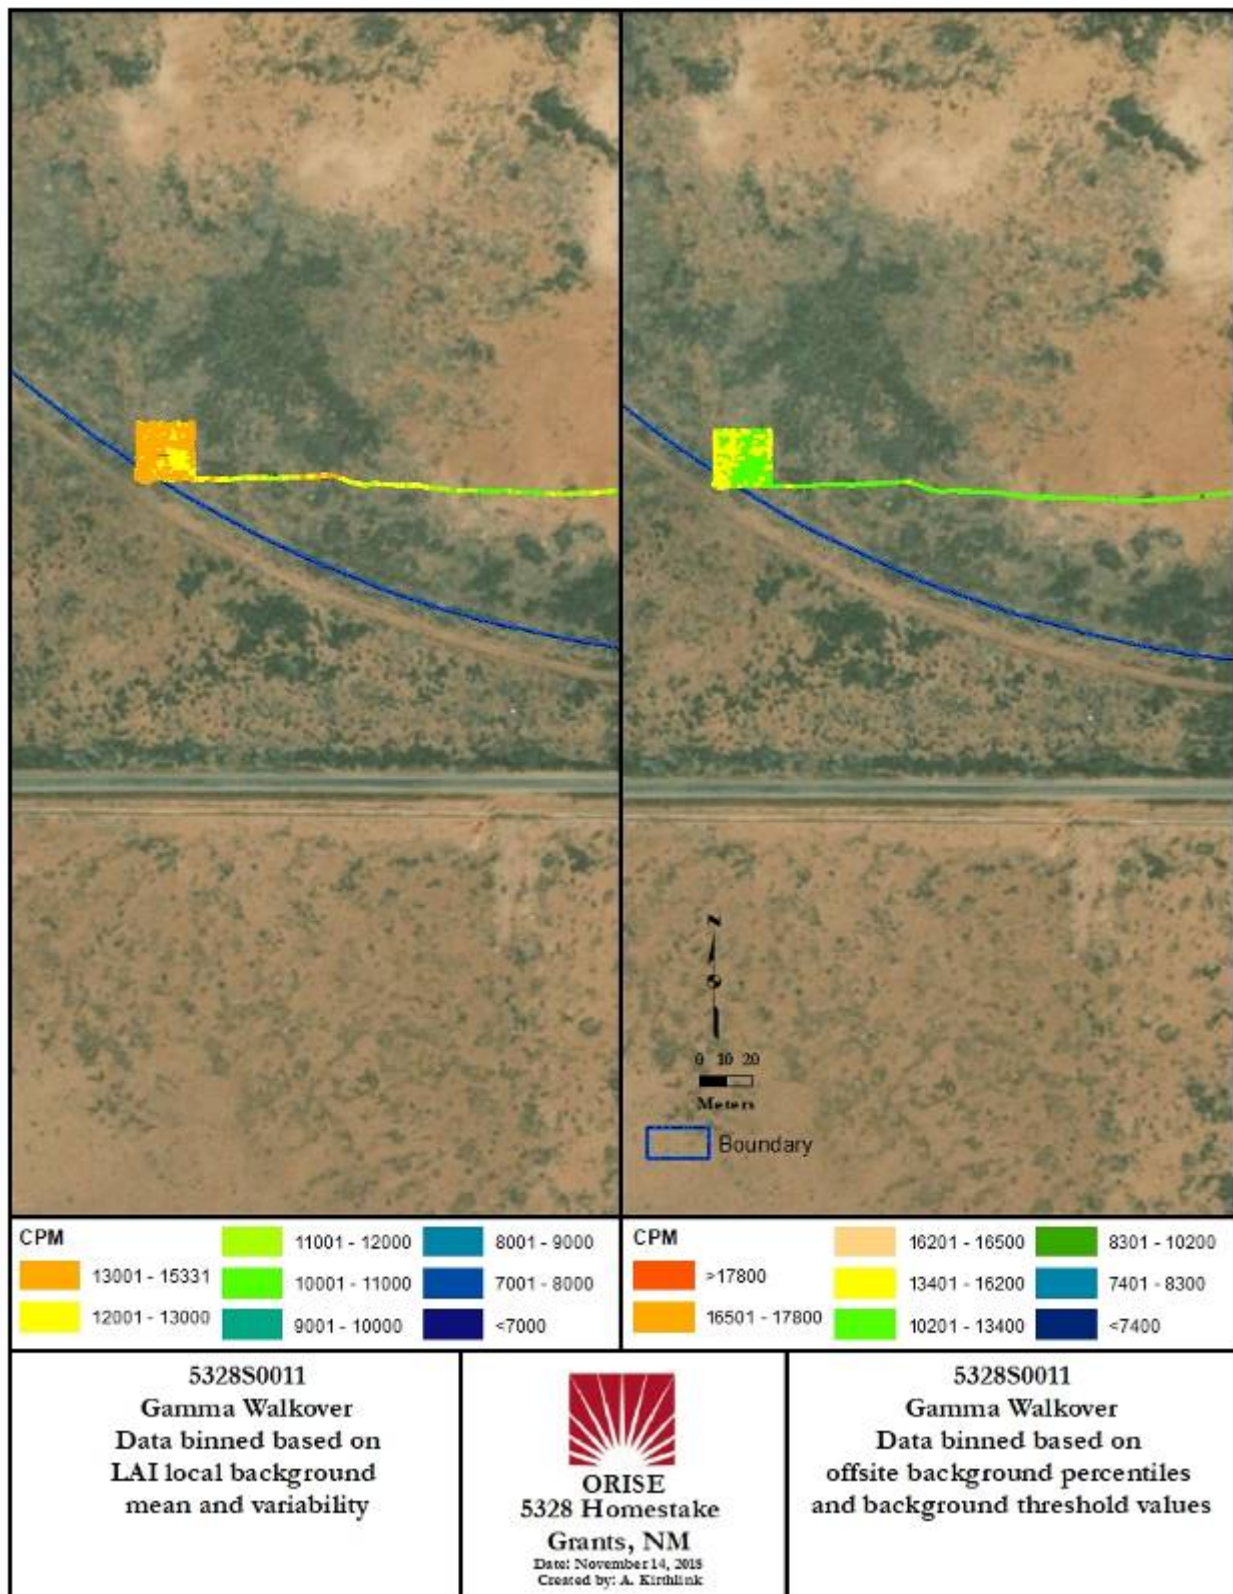 N
0 10 20
Meters
Boundary
CPM
13001 - 15331
12001 - 13000
11001 - 12000
10001 - 11000
9001 - 10000
8001 - 9000
7001 - 8000
<7000
CPM
>17800
16501 - 17800
16201 - 16500
13401 - 16200
10201 - 13400
8301 - 10200
7401 - 8300
<7400
5328S0011
Gamma Walkover
Data binned based on
LAI local background
mean and variability
ORISE
5328 Homestake
Grants, NM
Date: November 14, 2018
Created by: A. Kirthlink
5328S0011
Gamma Walkover
Data binned based on
offsite background percentiles
and background threshold values